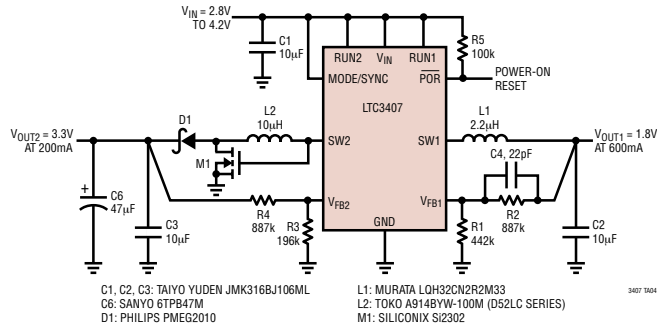 VIN = 2.8V
TO 4.2V
C1
10µF
R5
100k
RUN2
VIN
RUN1
MODE/SYNC
POR
POWER-ON
RESET
LTC3407
D1
L2
10µH
L1
2.2µH
VOUT2 = 3.3V
AT 200mA
VOUT1 = 1.8V
AT 600mA
SW2
SW1
M1
C4, 22pF
+
C6
47µF
C3
10µF
R4
887k
R3
196k
VFB2
VFB1
GND
R1
442k
R2
887k
C2
10µF
C1, C2, C3: TAIYO YUDEN JMK316BJ106ML
C6: SANYO 6TPB47M
D1: PHILIPS PMEG2010
L1: MURATA LQH32CN2R2M33
L2: TOKO A914BYW-100M (D52LC SERIES)
M1: SILICONIX Si2302
3407 TA04